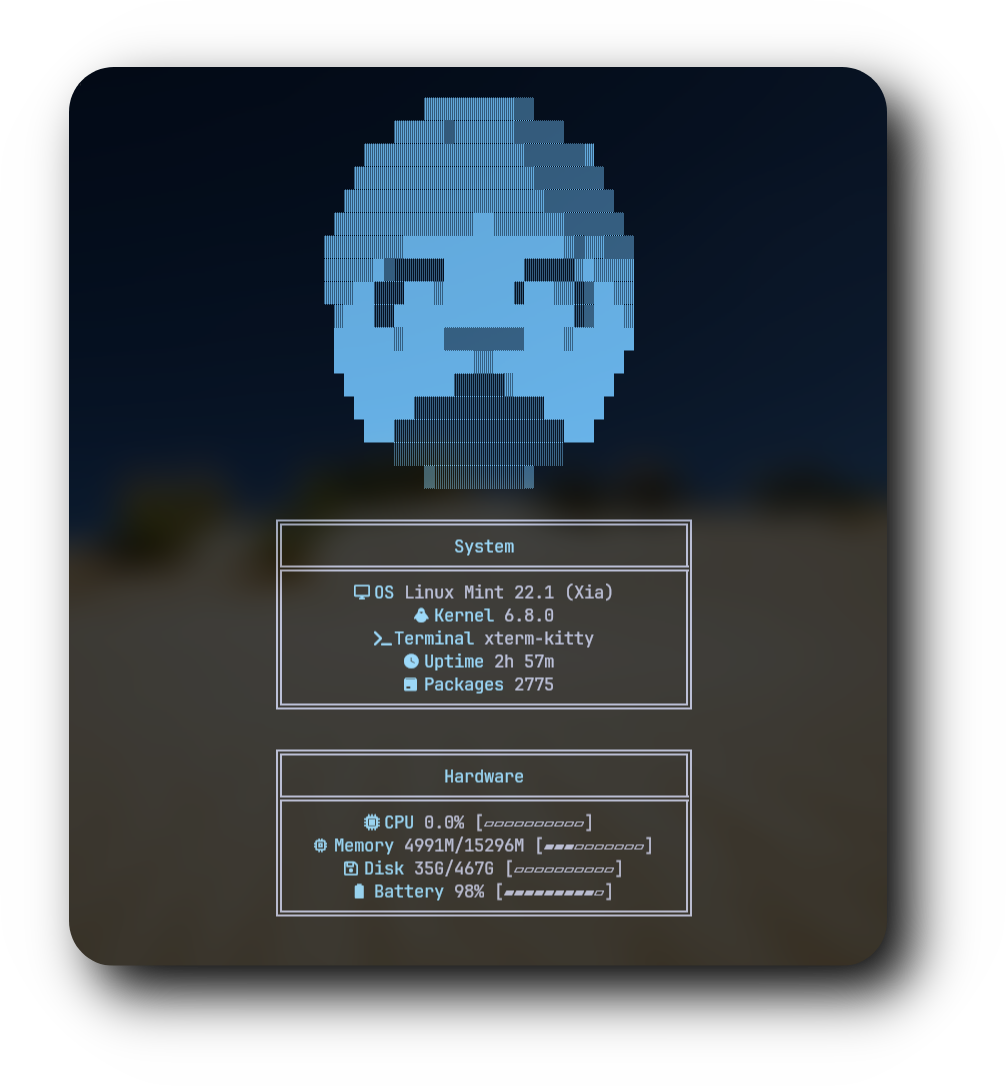 System
OS Linux Mint 22.1 (Xia)
Kernel 6.8.0
Terminal xterm-kitty
Uptime 2h 57m
Packages 2775
Hardware
CPU 0.0% [▱▱▱▱▱▱▱▱▱▱]
Memory 4991M/15296M [▰▰▰▱▱▱▱▱▱▱]
Disk 35G/467G [▱▱▱▱▱▱▱▱▱▱]
Battery 98% [▰▰▰▰▰▰▰▰▰▱]